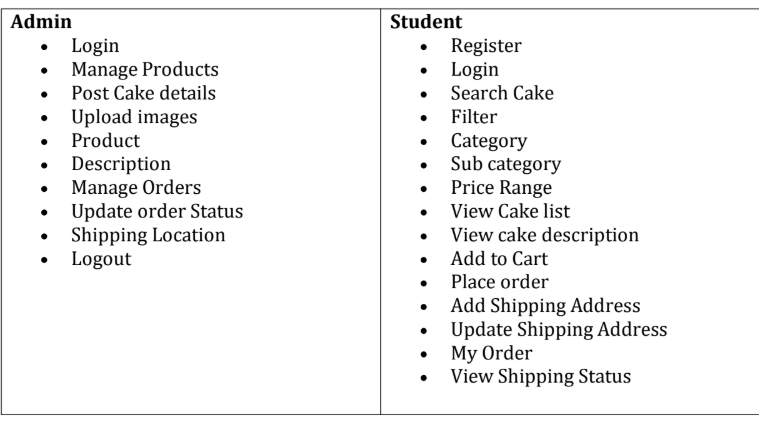 Admin
• Login
• Manage Products
• Post Cake details
• Upload images
• Product
• Description
• Manage Orders
• Update order Status
• Shipping Location
• Logout
Student
• Register
• Login
• Search Cake
• Filter
• Category
• Sub category
• Price Range
• View Cake list
• View cake description
• Add to Cart
• Place order
• Add Shipping Address
• Update Shipping Address
• My Order
• View Shipping Status